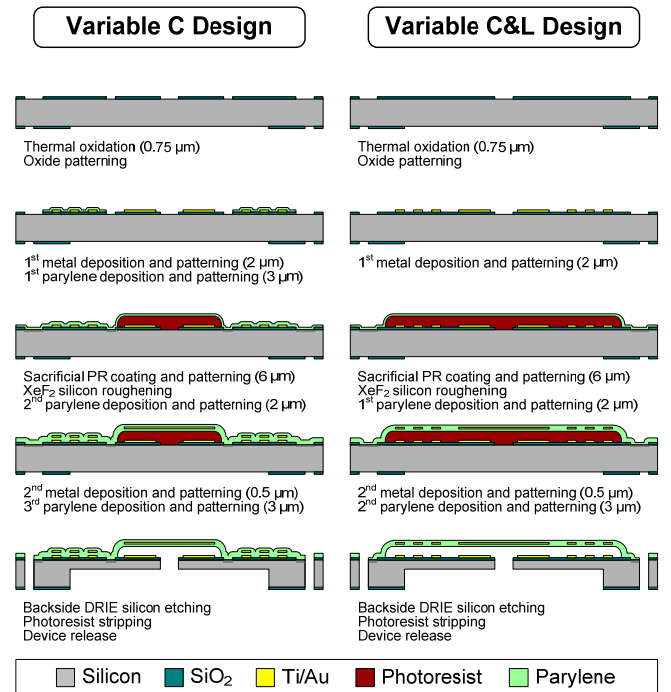 Variable C Design
Variable C&L Design
Thermal oxidation (0.75 μm)
Oxide patterning
Thermal oxidation (0.75 μm)
Oxide patterning
1st metal deposition and patterning (2 μm)
1st parylene deposition and patterning (3 μm)
1st metal deposition and patterning (2 μm)
Sacrificial PR coating and patterning (6 μm)
XeF2 silicon roughening
2nd parylene deposition and patterning (2 μm)
Sacrificial PR coating and patterning (6 μm)
XeF2 silicon roughening
1st parylene deposition and patterning (2 μm)
2nd metal deposition and patterning (0.5 μm)
3rd parylene deposition and patterning (3 μm)
2nd metal deposition and patterning (0.5 μm)
2nd parylene deposition and patterning (3 μm)
Backside DRIE silicon etching
Photoresist stripping
Device release
Backside DRIE silicon etching
Photoresist stripping
Device release
Silicon SiO2 Ti/Au Photoresist Parylene